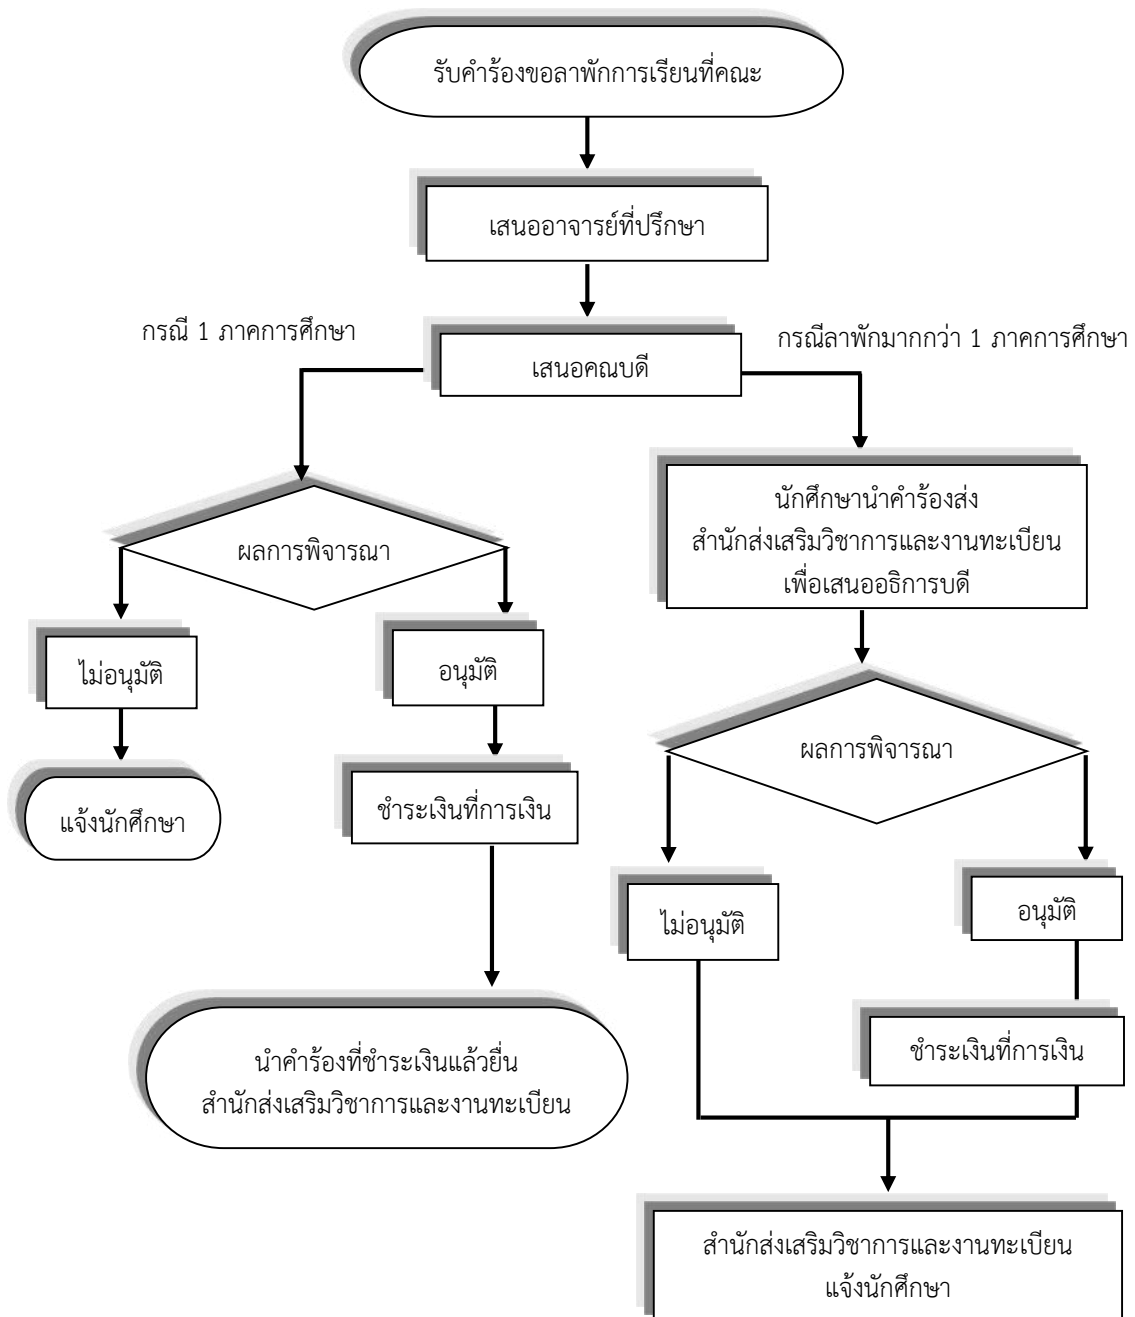 รับคำร้องขอลาพักการเรียนที่คณะ
เสนออาจารย์ที่ปรึกษา
กรณี 1 ภาคการศึกษา
กรณีลาพักมากกว่า 1 ภาคการศึกษา
เสนอคณบดี
ผลการพิจารณา
ไม่อนุมัติ
อนุมัติ
แจ้งนักศึกษา
ชำระเงินที่การเงิน
นำคำร้องที่ชำระเงินแล้วยื่น
สำนักส่งเสริมวิชาการและงานทะเบียน
นักศึกษานำคำร้องส่ง
สำนักส่งเสริมวิชาการและงานทะเบียน
เพื่อเสนออธิการบดี
ผลการพิจารณา
ไม่อนุมัติ
อนุมัติ
ชำระเงินที่การเงิน
สำนักส่งเสริมวิชาการและงานทะเบียน
แจ้งนักศึกษา